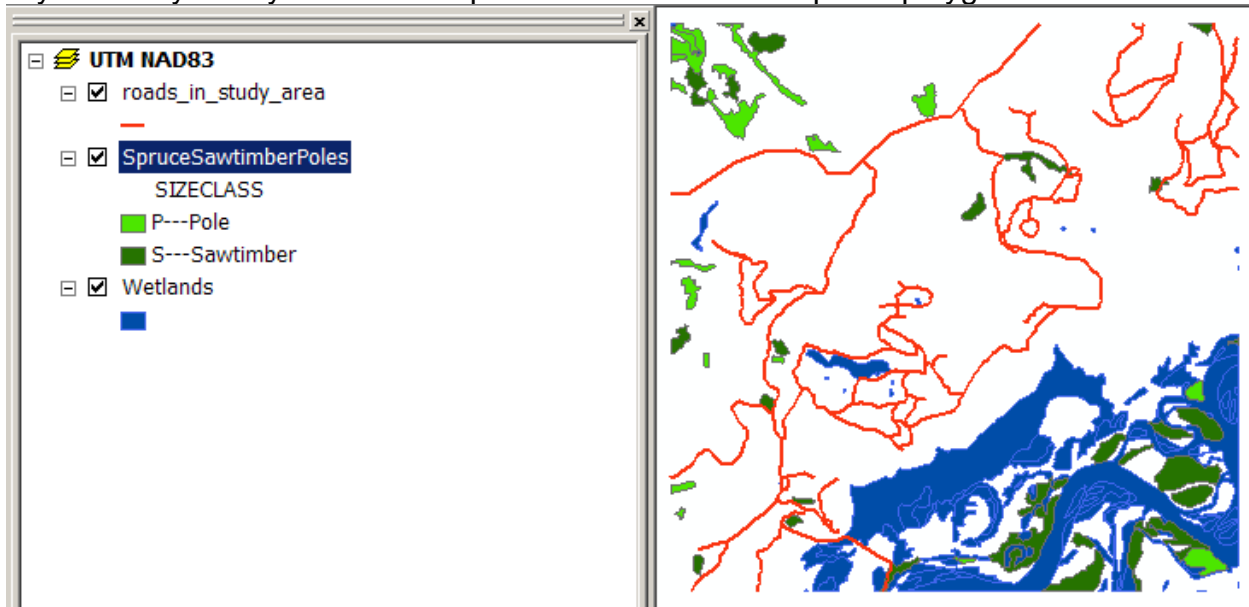 UTM NAD83
roads_in_study_area
SpruceSawtimberPoles
SIZECLASS
P---Pole
S---Sawtimber
Wetlands